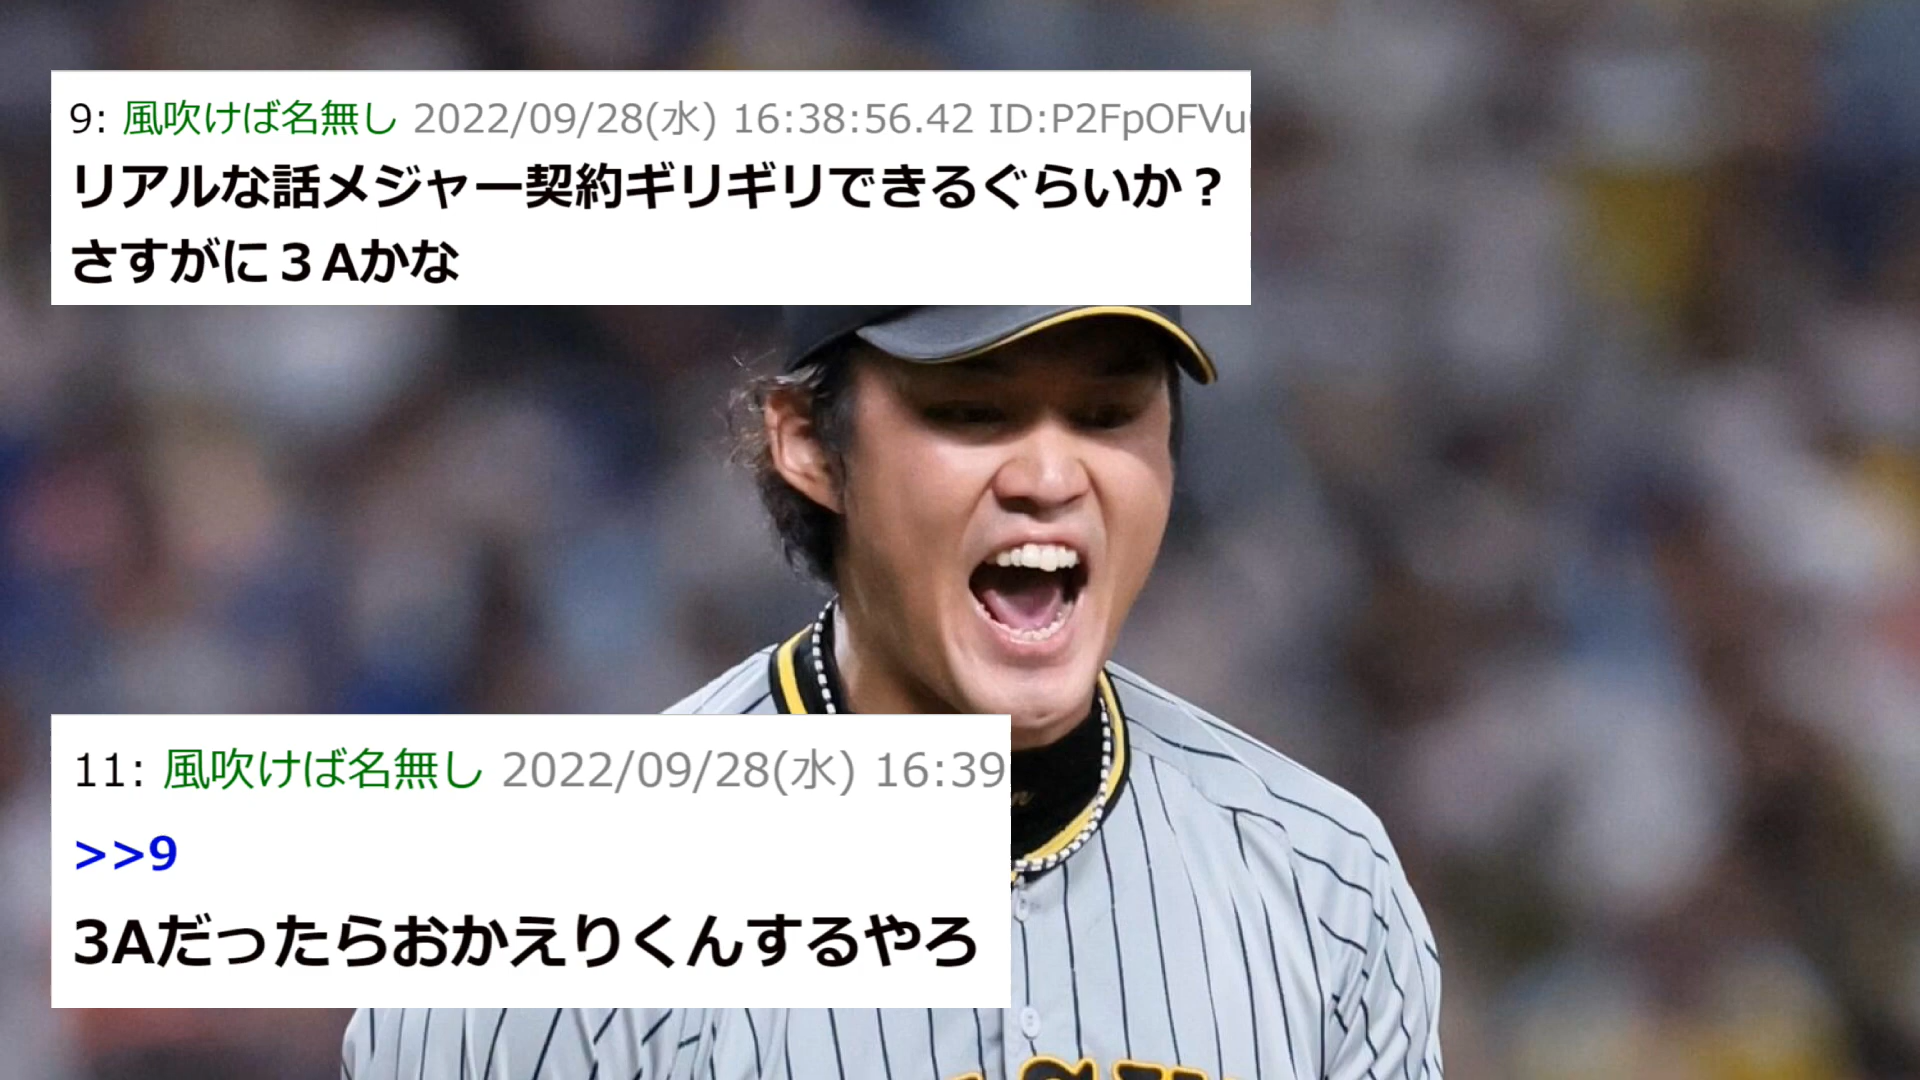 9: 風吹けば名無し 2022/09/28(水) 16:38:56.42 ID:P2FpOFVu
リアルな話メジャー契約ギリギリできるぐらいか？
さすがに３Aかな
11: 風吹けば名無し 2022/09/28(水) 16:39
>>9
3Aだったらおかえりくんするやろ